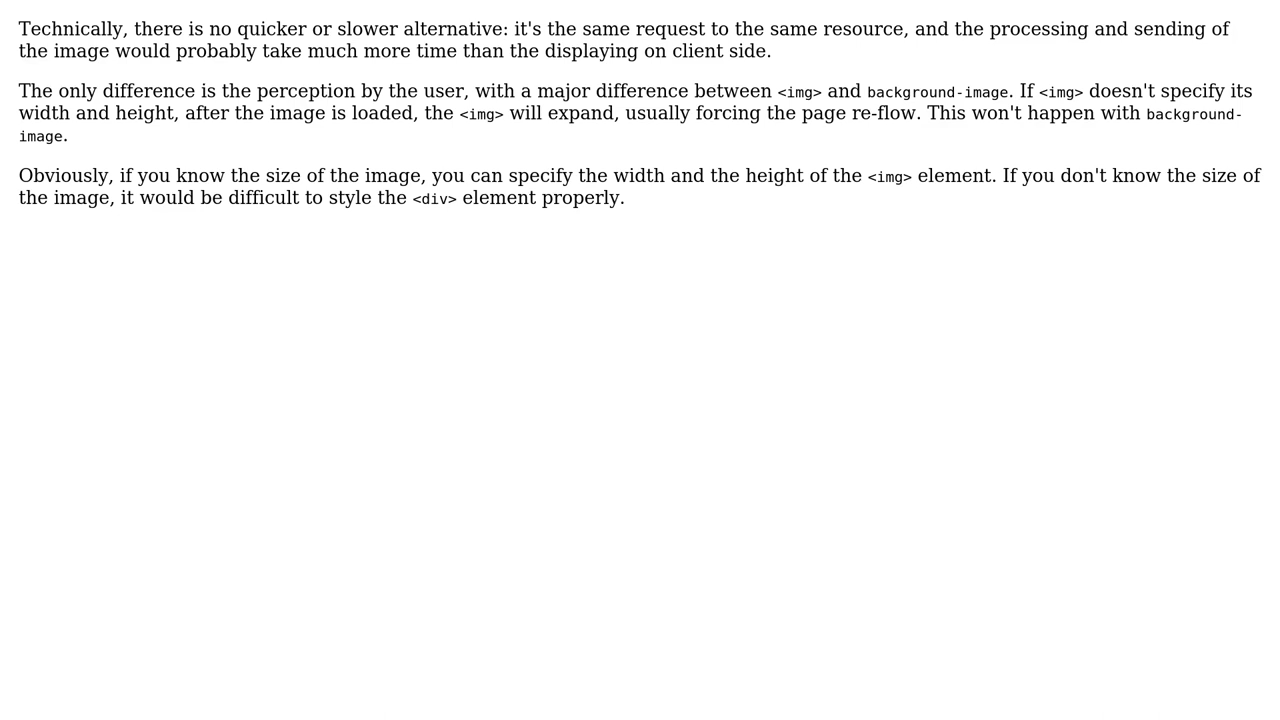 Technically, there is no quicker or slower alternative: it's the same request to the same resource, and the processing and sending of
the image would probably take much more time than the displaying on client side.
The only difference is the perception by the user, with a major difference between <img> and background-image. If <img> doesn't specify its
width and height, after the image is loaded, the <img> will expand, usually forcing the page re-flow. This won't happen with background-
image.
Obviously, if you know the size of the image, you can specify the width and the height of the <img> element. If you don't know the size of
the image, it would be difficult to style the <div> element properly.